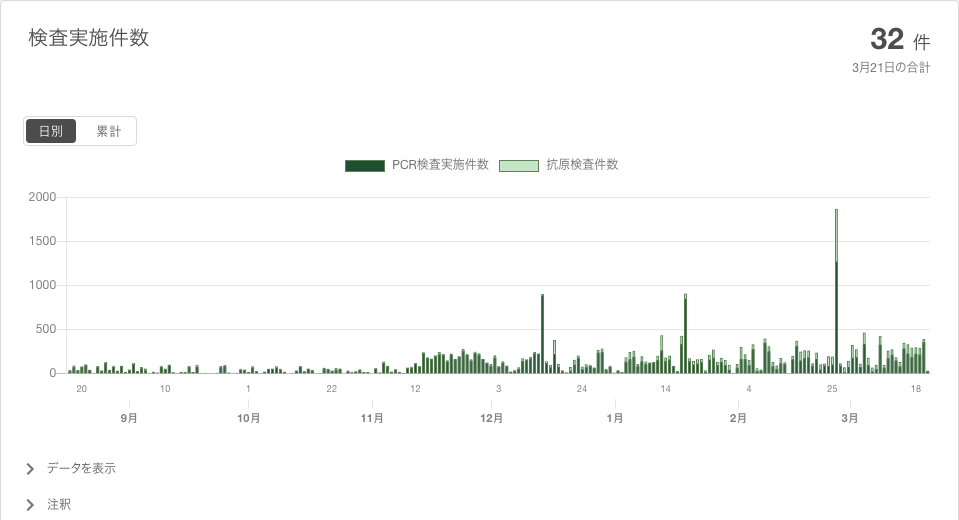 検査実施件数
32 件
3月21日の合計
日別 累計
PCR検査実施件数 抗原検査件数
2000
1500
1000
500
0
20 10 1 22 12 3 24 14 4 25 18
9月 10月 11月 12月 1月 2月 3月
データを表示
注釈